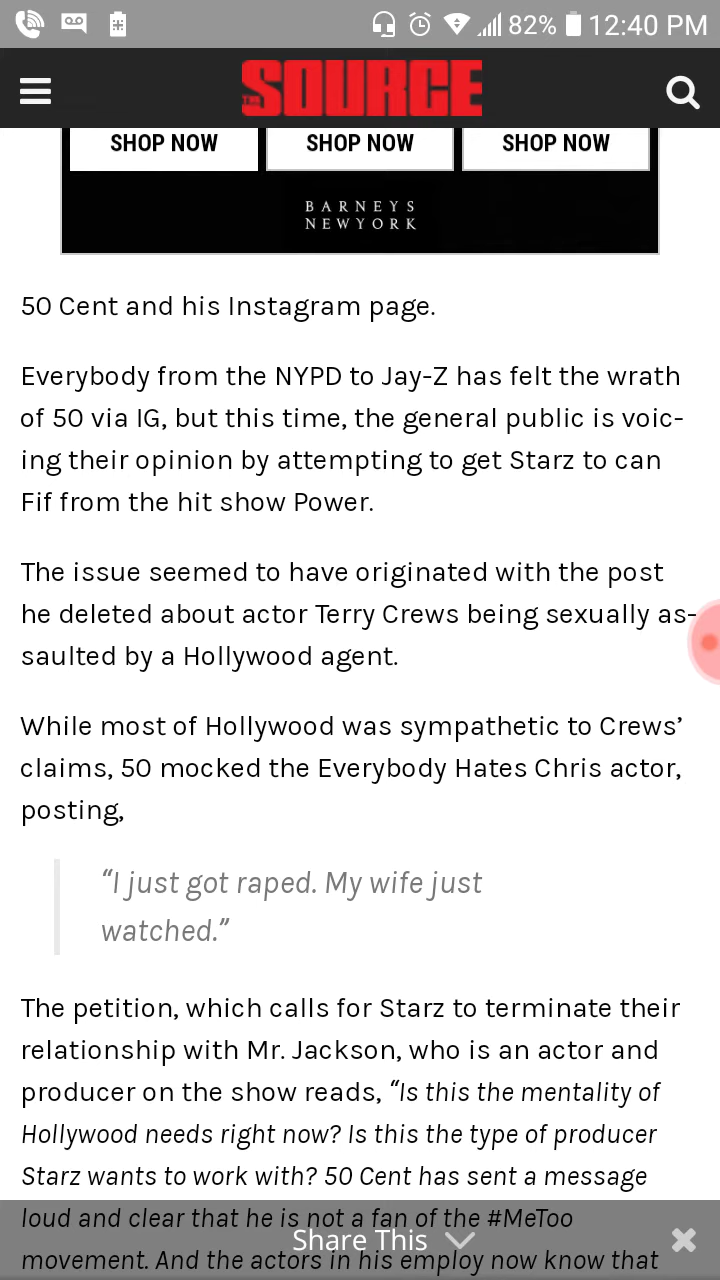 82% 12:40 PM
THE SOURCE
SHOP NOW SHOP NOW SHOP NOW
BARNEYS
NEWYORK
50 Cent and his Instagram page.
Everybody from the NYPD to Jay-Z has felt the wrath
of 50 via IG, but this time, the general public is voic-
ing their opinion by attempting to get Starz to can
Fif from the hit show Power.
The issue seemed to have originated with the post
he deleted about actor Terry Crews being sexually as-
saulted by a Hollywood agent.
While most of Hollywood was sympathetic to Crews’
claims, 50 mocked the Everybody Hates Chris actor,
posting,
“I just got raped. My wife just
watched.”
The petition, which calls for Starz to terminate their
relationship with Mr. Jackson, who is an actor and
producer on the show reads, “Is this the mentality of
Hollywood needs right now? Is this the type of producer
Starz wants to work with? 50 Cent has sent a message
loud and clear that he is not a fan of the #MeToo
Share This
movement. And the actors in his employ now know that